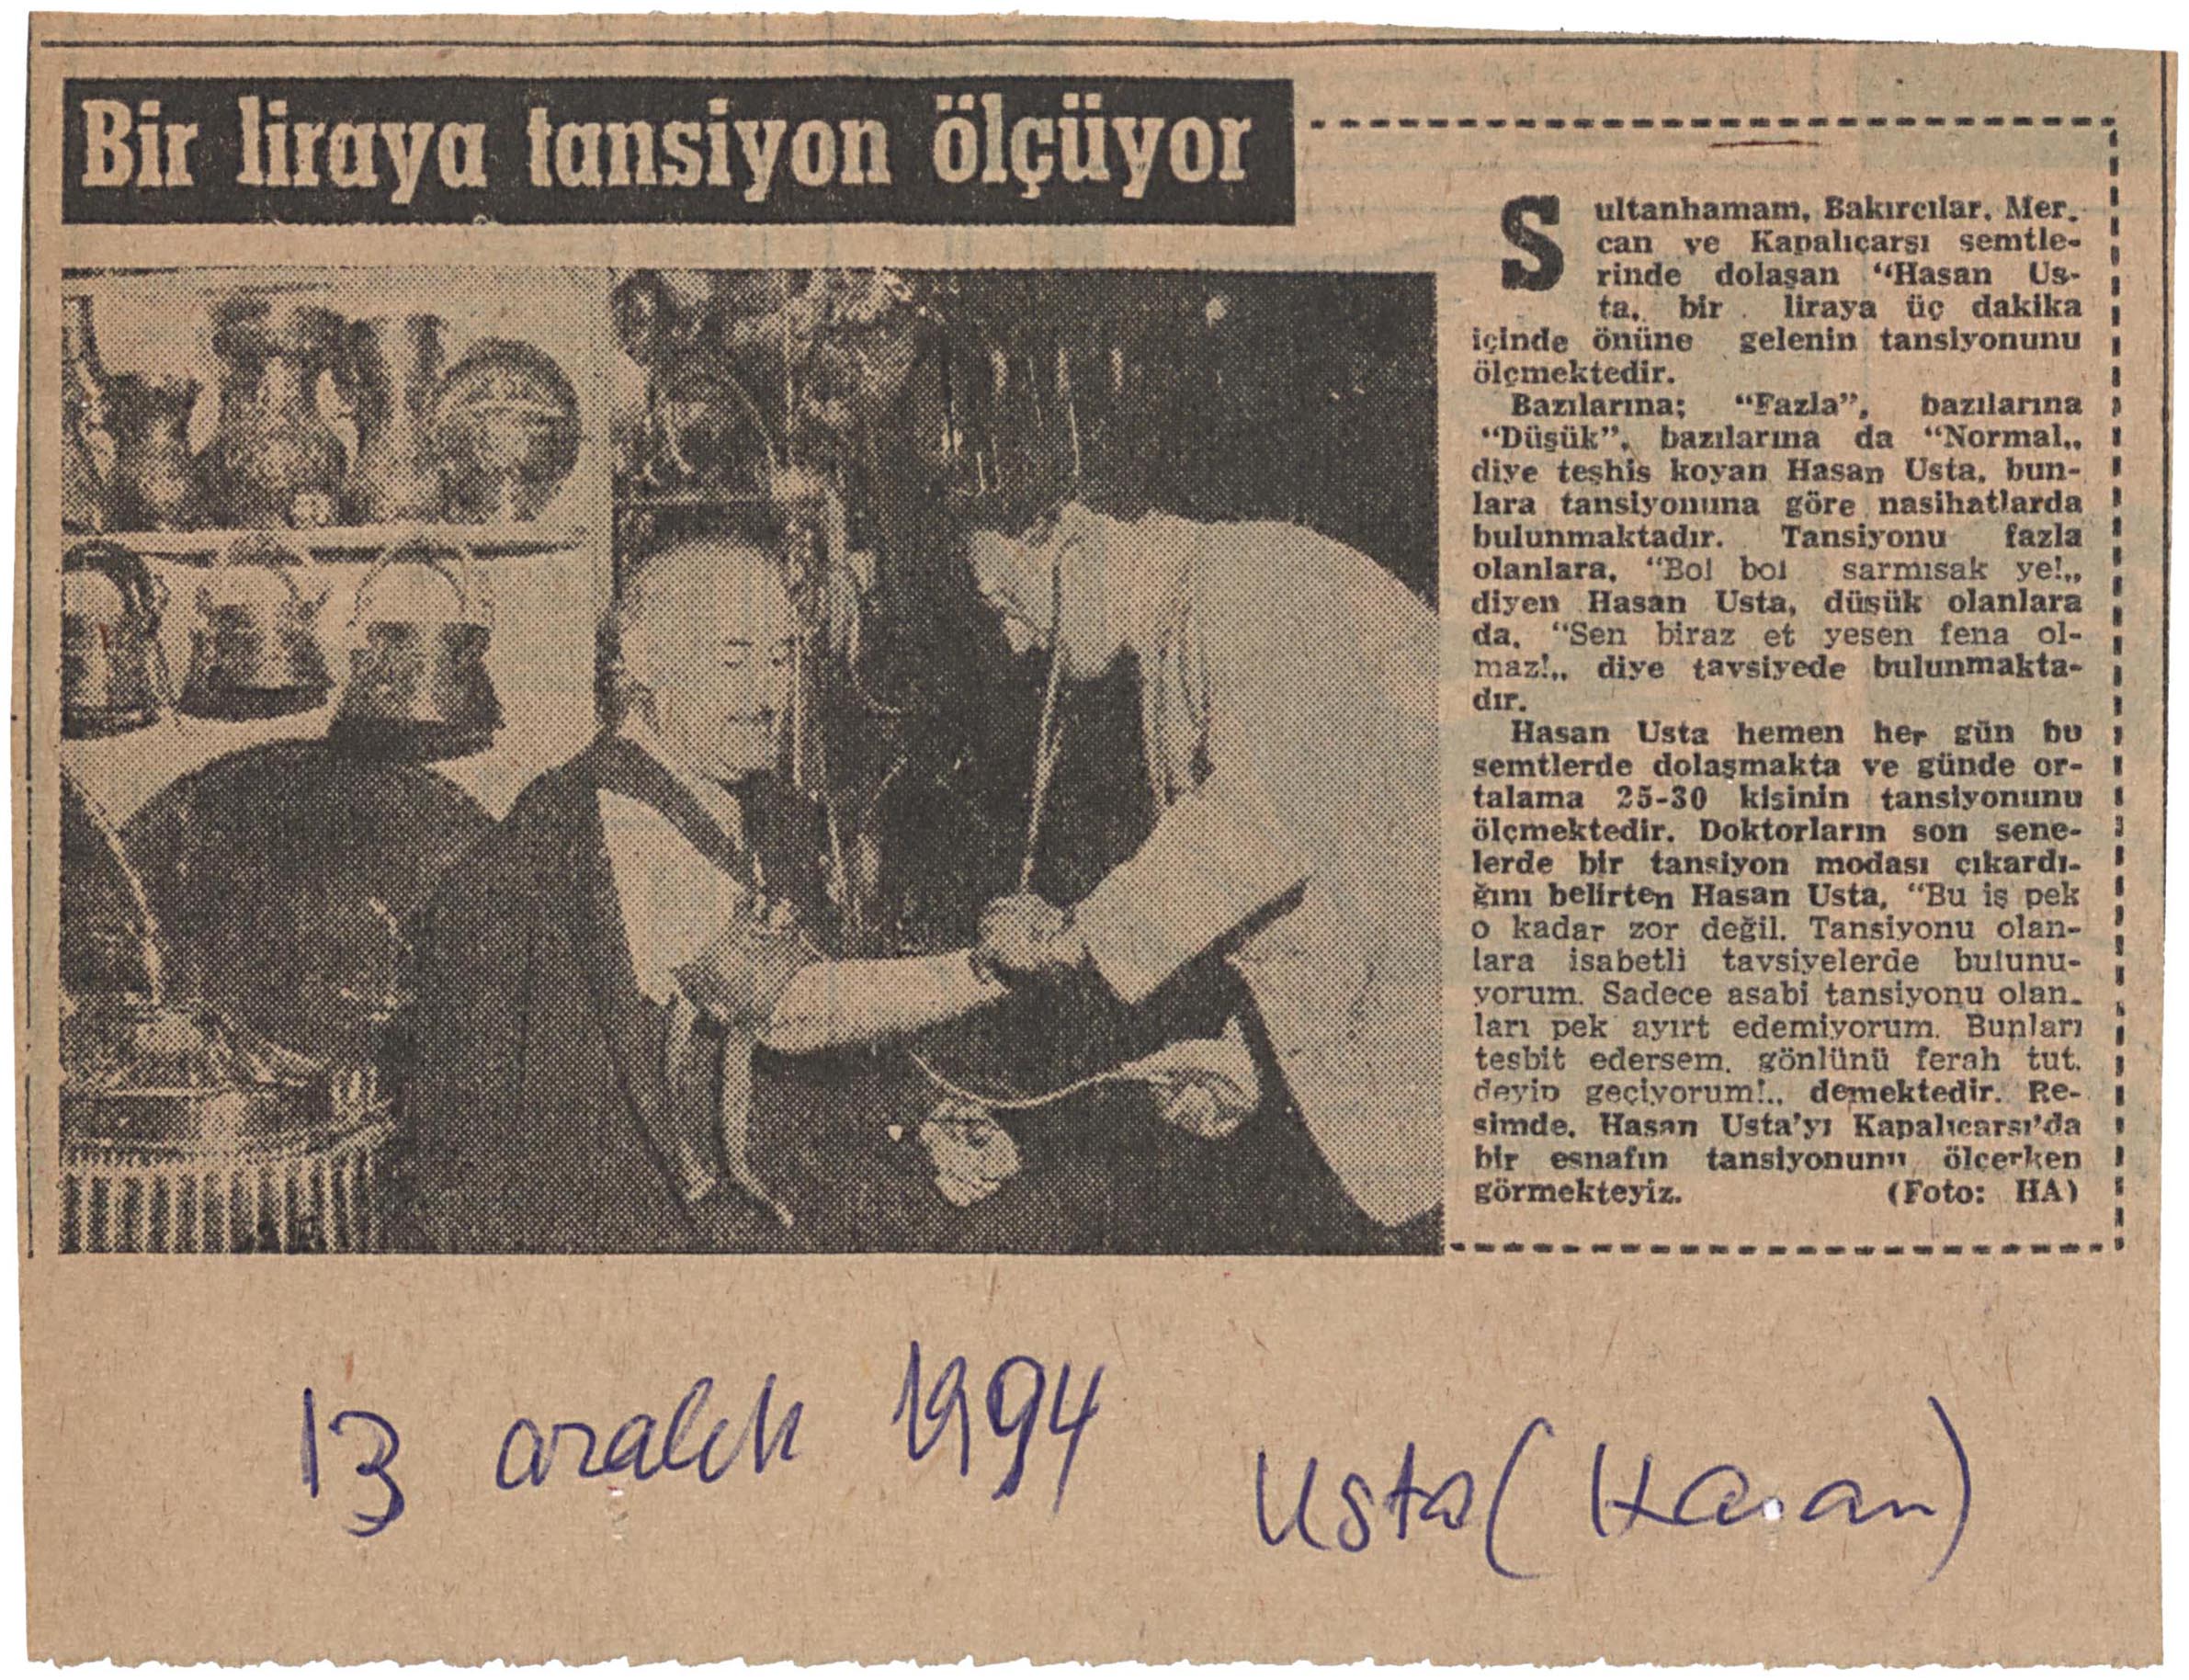 Bir liraya tansiyon ölçüyor
Sultanhamam, Bakırcılar, Mer.
can ve Kapalıçarşı semtle-
rinde dolaşan “Hasan Us-
ta,, bir liraya üç dakika
içinde önüne gelenin tansiyonunu
ölçmektedir.
Bazılarına; “Fazla”, bazılarına
“Düşük”, bazılarına da “Normal,,
diye teşhis koyan Hasan Usta, bun-
lara tansiyonuna göre nasihatlarda
bulunmaktadır. Tansiyonu fazla
olanlara, “Bol bol sarmısak ye!,,
diyen Hasan Usta, düşük olanlara
da, “Sen biraz et yesen fena ol-
maz!,, diye tavsiyede bulunmakta-
dır.
Hasan Usta hemen her gün bu
semtlerde dolaşmakta ve günde or-
talama 25-30 kişinin tansiyonunu
ölçmektedir. Doktorların son sene-
lerde bir tansiyon modası çıkardı-
ğını belirten Hasan Usta, “Bu iş pek
o kadar zor değil. Tansiyonu olan-
lara isabetli tavsiyelerde bulunu-
yorum. Sadece asabi tansiyonu olan.
ları pek ayırt edemiyorum. Bunları
tesbit edersem, gönlünü ferah tut,
deyip geçiyorum!,, demektedir. Re-
simde, Hasan Usta’yı Kapalıçarşı’da
bir esnafın tansiyonunu ölçerken
görmekteyiz. (Foto: HA)
13 aralık 1994
Usta (Hasan)